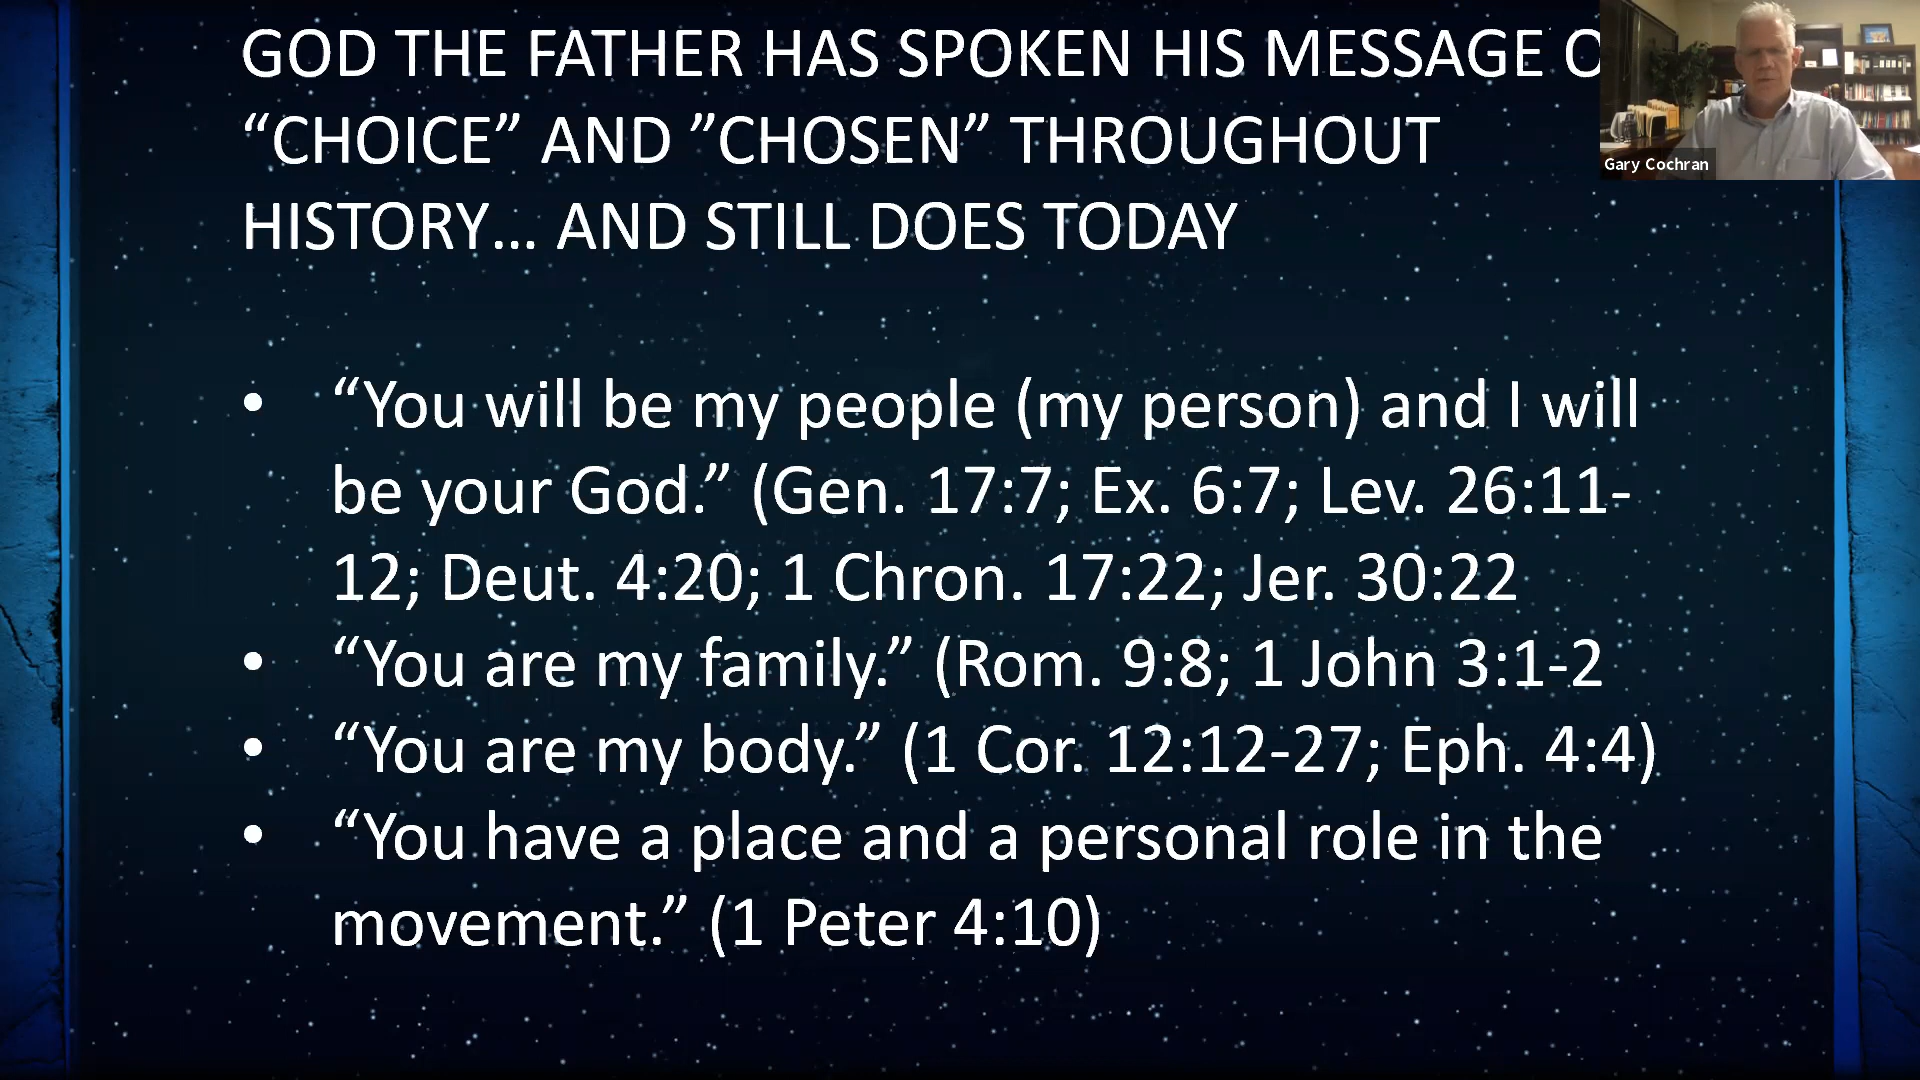 GOD THE FATHER HAS SPOKEN HIS MESSAGE
“CHOICE” AND ”CHOSEN” THROUGHOUT
HISTORY... AND STILL DOES TODAY
• “You will be my people (my person) and I will
be your God.” (Gen. 17:7; Ex. 6:7; Lev. 26:11-
12; Deut. 4:20; 1 Chron. 17:22; Jer. 30:22
• “You are my family.” (Rom. 9:8; 1 John 3:1-2
• “You are my body.” (1 Cor. 12:12-27; Eph. 4:4)
• “You have a place and a personal role in the
movement.” (1 Peter 4:10)
Gary Cochran